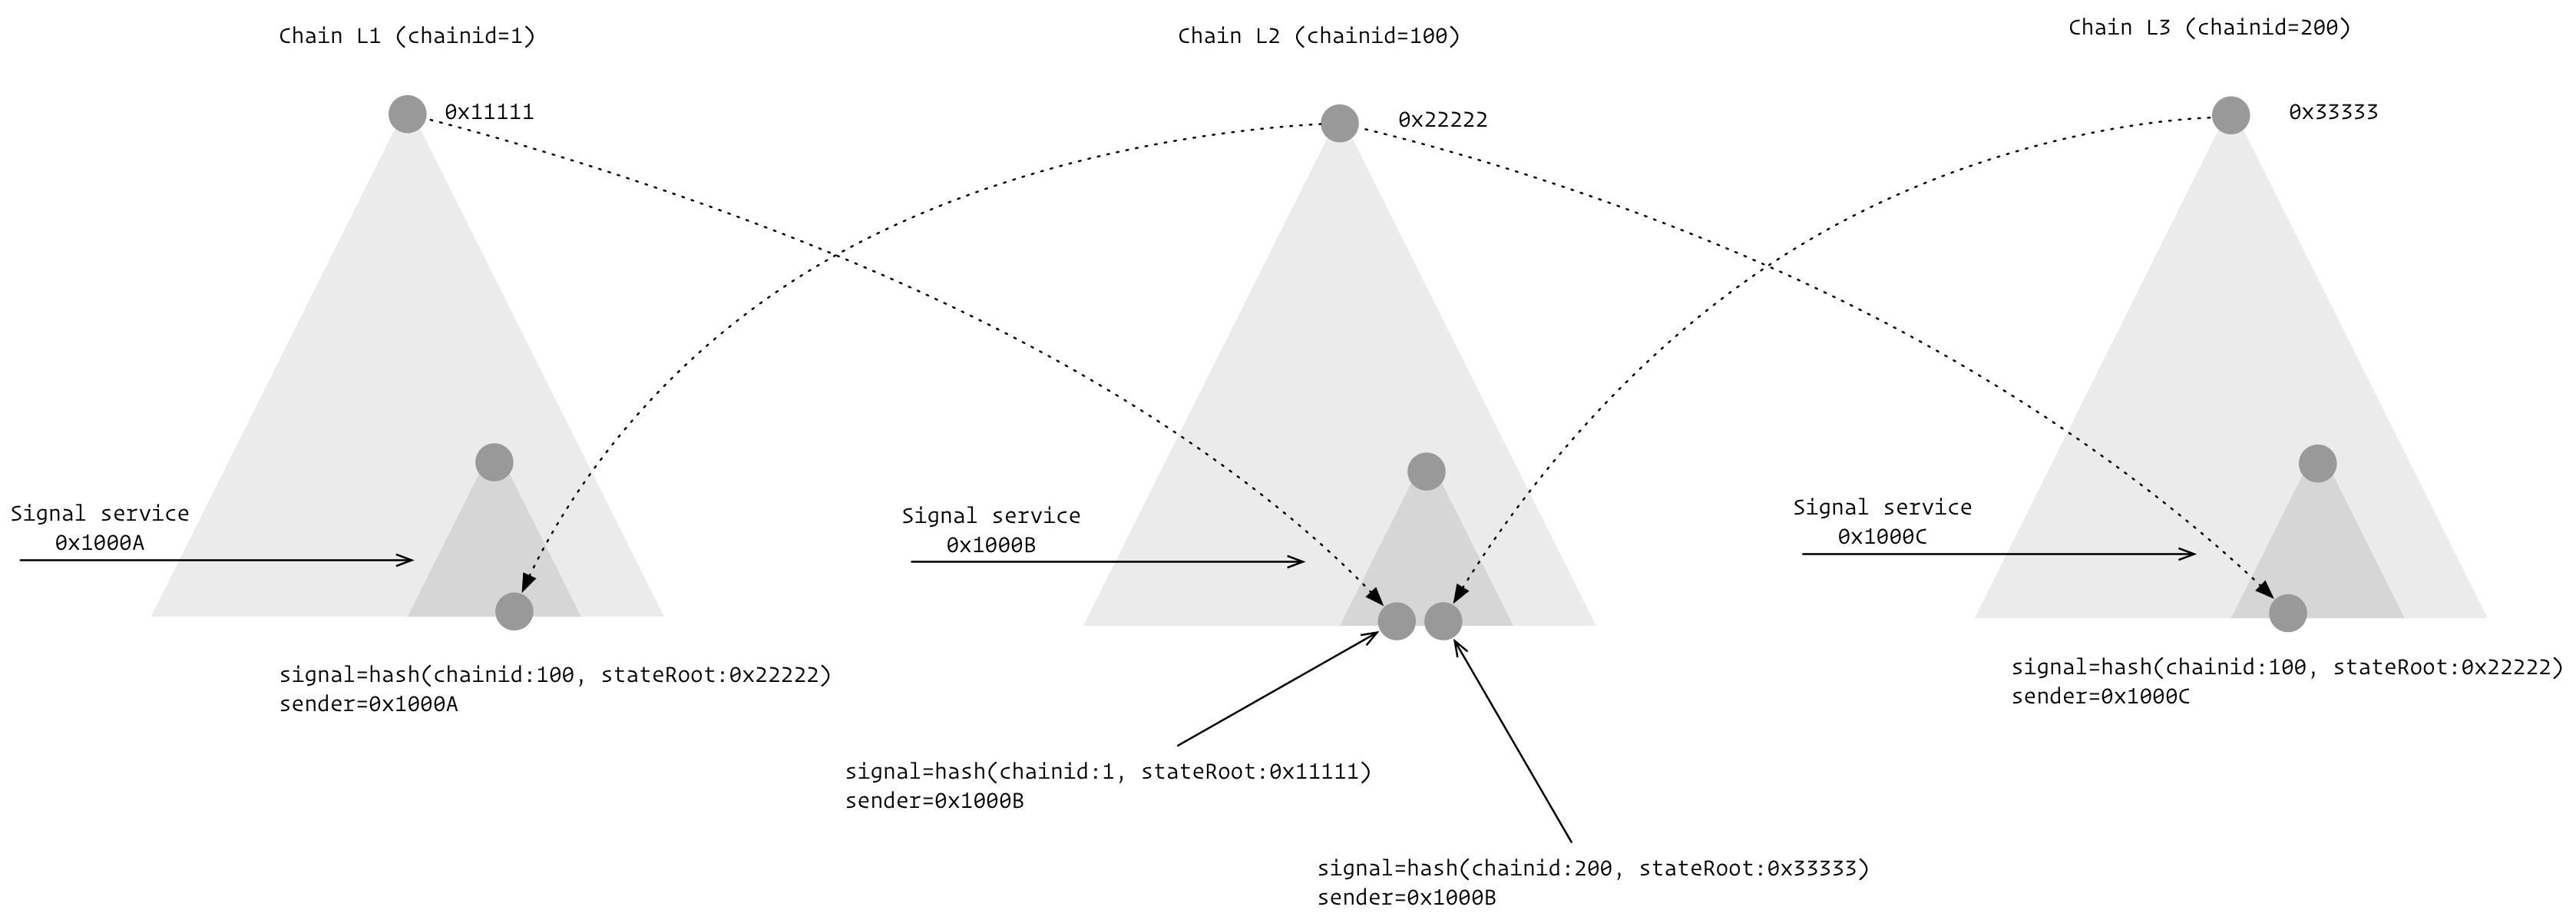 Chain L1 (chainid=1)
Chain L2 (chainid=100)
Chain L3 (chainid=200)
0x11111
0x22222
0x33333
Signal service
0x1000A
Signal service
0x1000B
Signal service
0x1000C
signal=hash(chainid:100, stateRoot:0x22222)
sender=0x1000A
signal=hash(chainid:1, stateRoot:0x11111)
sender=0x1000B
signal=hash(chainid:200, stateRoot:0x33333)
sender=0x1000B
signal=hash(chainid:100, stateRoot:0x22222)
sender=0x1000C